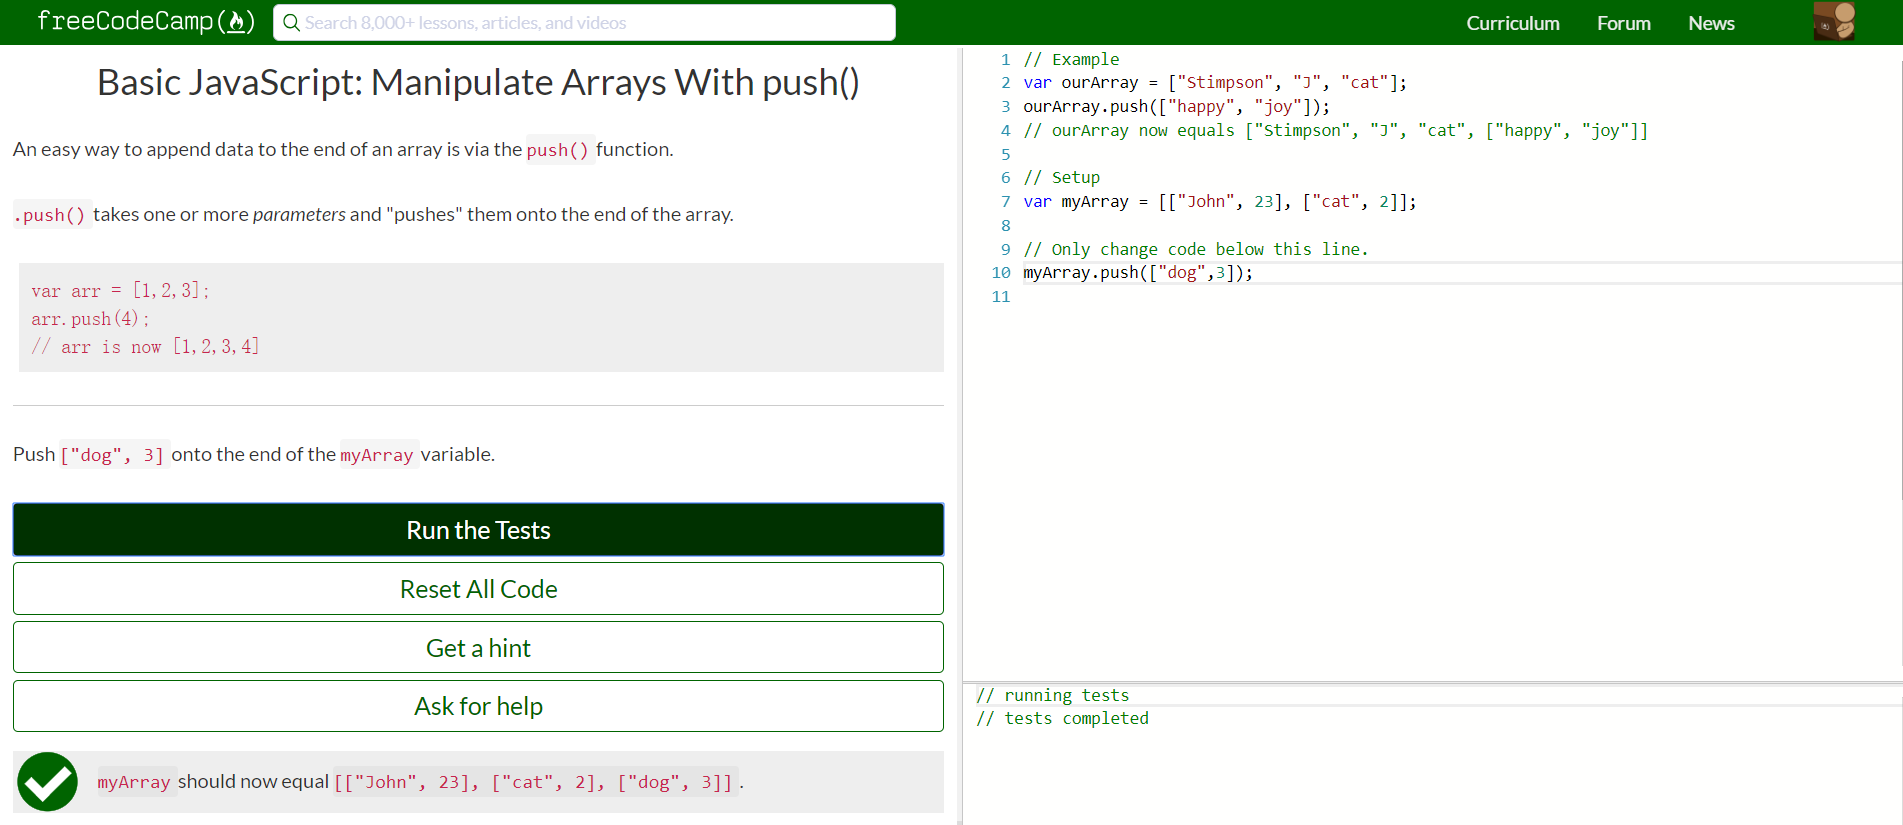 freeCodeCamp
Search 8,000+ lessons, articles, and videos
Curriculum
Forum
News
Basic JavaScript: Manipulate Arrays With push()
An easy way to append data to the end of an array is via the push() function.
.push() takes one or more parameters and "pushes" them onto the end of the array.
var arr = [1,2,3];
arr.push(4);
// arr is now [1,2,3,4]
Push ["dog", 3] onto the end of the myArray variable.
Run the Tests
Reset All Code
Get a hint
Ask for help
myArray should now equal [["John", 23], ["cat", 2], ["dog", 3]].
1 // Example
2 var ourArray = ["Stimpson", "J", "cat"];
3 ourArray.push(["happy", "joy"]);
4 // ourArray now equals ["Stimpson", "J", "cat", ["happy", "joy"]]
5
6 // Setup
7 var myArray = [["John", 23], ["cat", 2]];
8
9 // Only change code below this line.
10 myArray.push(["dog",3]);
11
// running tests
// tests completed